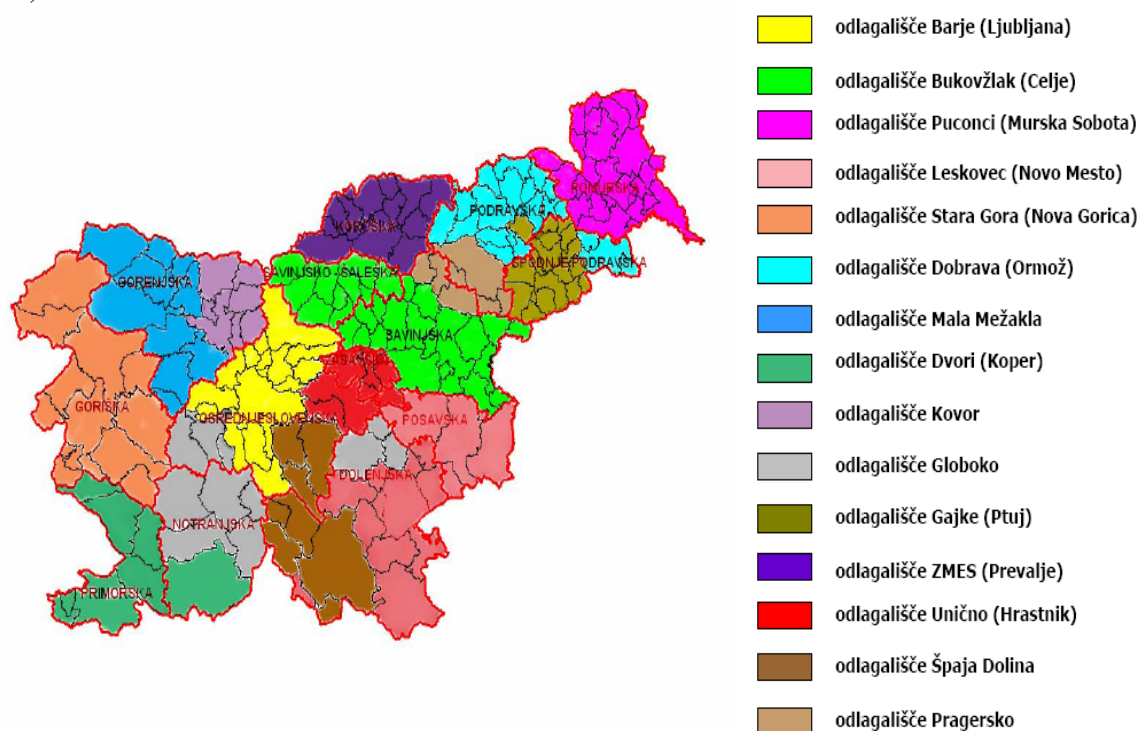 KOROŠKA
PODRAVSKA
POMURSKA
GORENJSKA
SAVINJSKO - SALEŠKA
SPODNJEPODRAVSKA
SAVINJSKA
ZASAVSKA
GORIŠKA
OSREDNJESLOVENSKA
POSAVSKA
DOLENJSKA
NOTRANJSKA
PRIMORSKA
odlagališče Barje (Ljubljana)
odlagališče Bukovžlak (Celje)
odlagališče Puconci (Murska Sobota)
odlagališče Leskovec (Novo Mesto)
odlagališče Stara Gora (Nova Gorica)
odlagališče Dobrava (Ormož)
odlagališče Mala Mežakla
odlagališče Dvori (Koper)
odlagališče Kovor
odlagališče Globoko
odlagališče Gajke (Ptuj)
odlagališče ZMES (Prevalje)
odlagališče Unično (Hrastnik)
odlagališče Špaja Dolina
odlagališče Pragersko